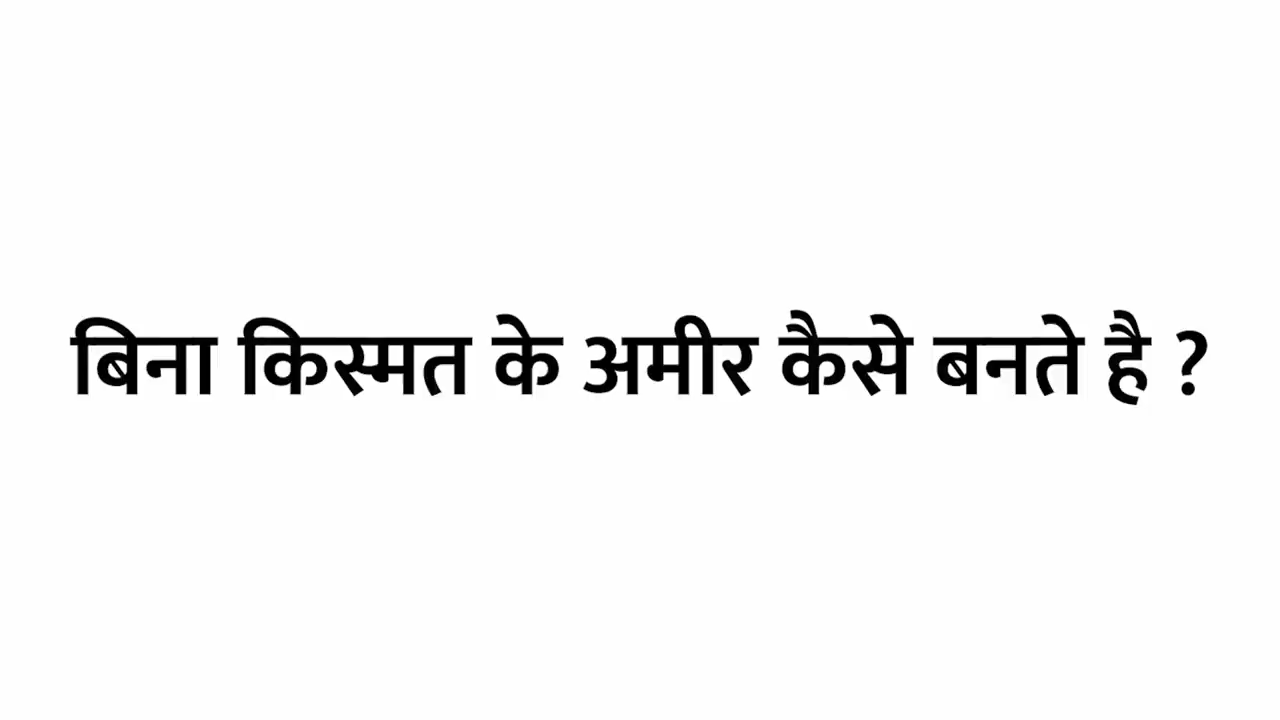 बिना किस्मत के अमीर कैसे बनते है ?